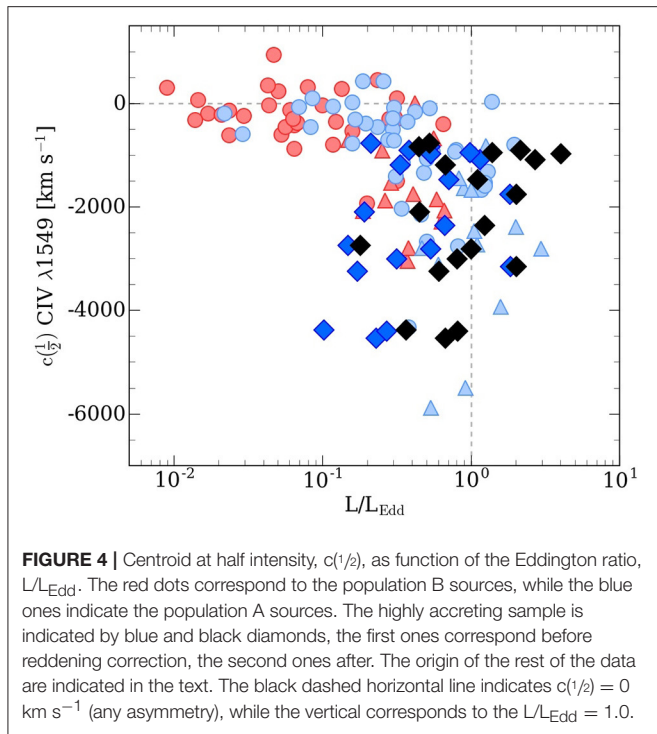 0
-2000
-4000
-6000
c(1/2) CIV λ1549 [km s⁻¹]
10⁻² 10⁻¹ 10⁰ 10¹
L/L_Edd
FIGURE 4 | Centroid at half intensity, c(1/2), as function of the Eddington ratio,
L/L_Edd. The red dots correspond to the population B sources, while the blue
ones indicate the population A sources. The highly accreting sample is
indicated by blue and black diamonds, the first ones correspond before
reddening correction, the second ones after. The origin of the rest of the data
are indicated in the text. The black dashed horizontal line indicates c(1/2) = 0
km s⁻¹ (any asymmetry), while the vertical corresponds to the L/L_Edd = 1.0.